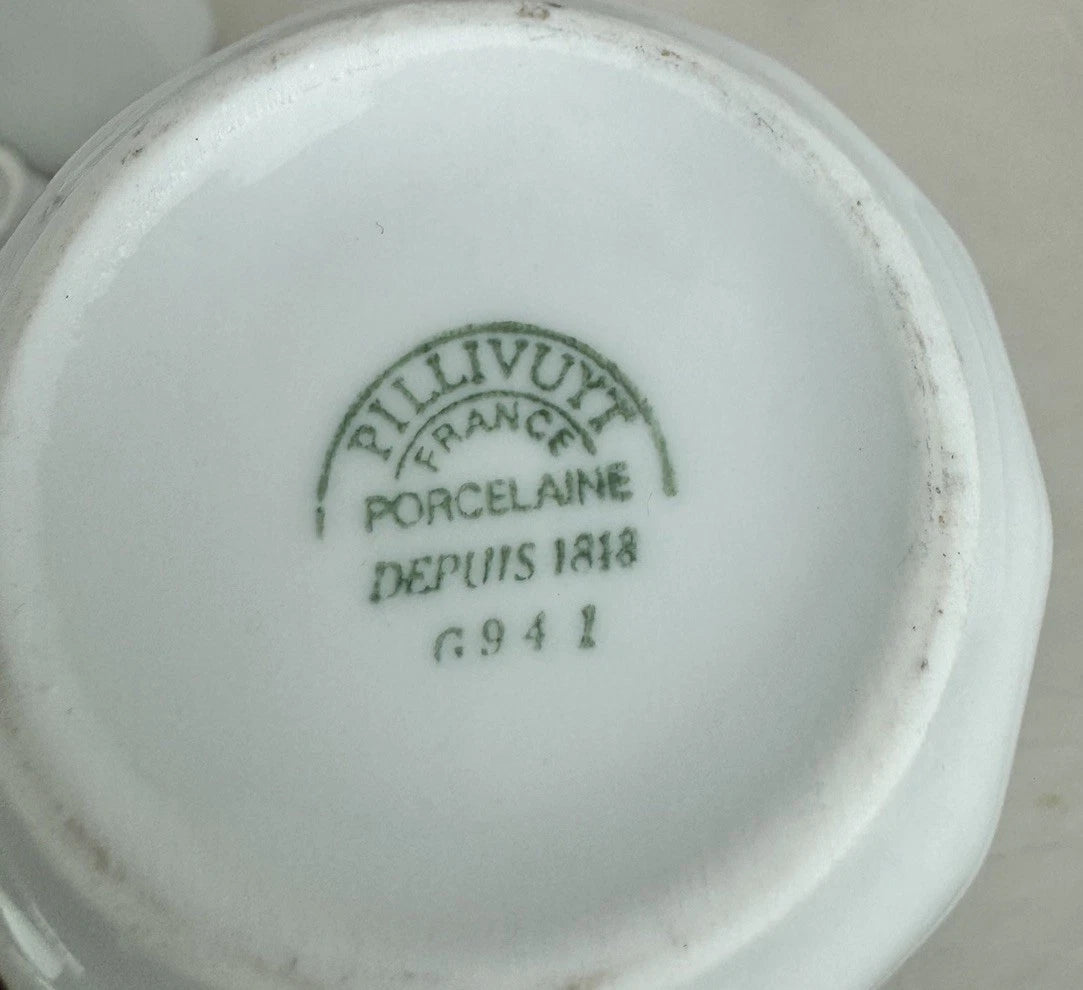 PILLIVUYT
FRANCE
PORCELAINE
DEPUIS 1818
G941